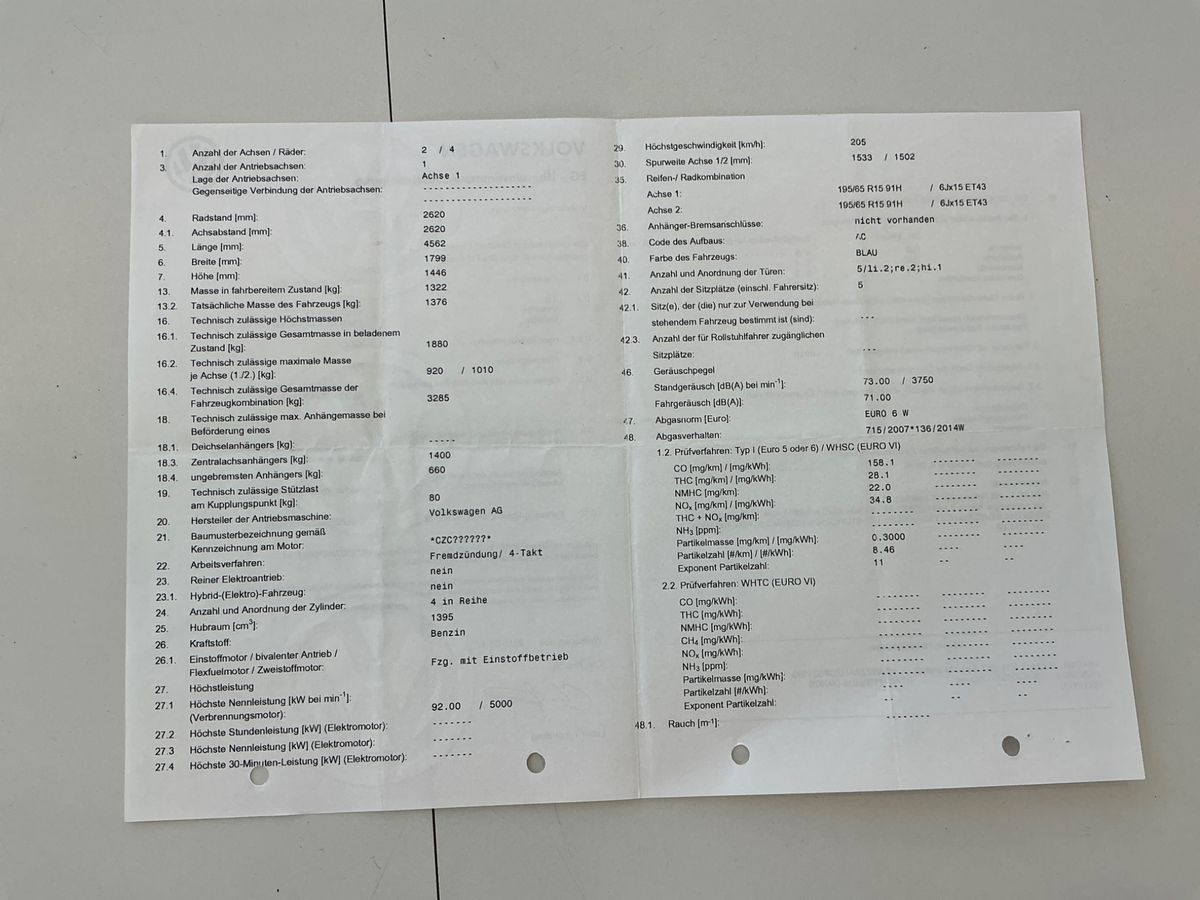 1. Anzahl der Achsen / Räder: 2 / 4
3. Anzahl der Antriebsachsen: 1
Lage der Antriebsachsen: Achse 1
Gegenseitige Verbindung der Antriebsachsen: --------------------
--------------------
4. Radstand [mm]: 2620
4.1. Achsabstand [mm]: 2620
5. Länge [mm]: 4562
6. Breite [mm]: 1799
7. Höhe [mm]: 1446
13. Masse in fahrbereitem Zustand [kg]: 1322
13.2. Tatsächliche Masse des Fahrzeugs [kg]: 1376
16. Technisch zulässige Höchstmassen
16.1. Technisch zulässige Gesamtmasse in beladenem
Zustand [kg]: 1880
16.2. Technisch zulässige maximale Masse
je Achse (1./2.) [kg]: 920 / 1010
16.4. Technisch zulässige Gesamtmasse der
Fahrzeugkombination [kg]: 3285
18. Technisch zulässige max. Anhängemasse bei
Beförderung eines
18.1. Deichselanhängers [kg]: -----
18.3. Zentralachsanhängers [kg]: 1400
18.4. ungebremsten Anhängers [kg]: 660
19. Technisch zulässige Stützlast
am Kupplungspunkt [kg]: 80
20. Hersteller der Antriebsmaschine: Volkswagen AG
21. Baumusterbezeichnung gemäß
Kennzeichnung am Motor: *CZC??????*
22. Arbeitsverfahren: Fremdzündung/ 4-Takt
23. Reiner Elektroantrieb: nein
23.1. Hybrid-(Elektro)-Fahrzeug: nein
24. Anzahl und Anordnung der Zylinder: 4 in Reihe
25. Hubraum [cm³]: 1395
26. Kraftstoff: Benzin
26.1. Einstoffmotor / bivalenter Antrieb /
Flexfuelmotor / Zweistoffmotor: Fzg. mit Einstoffbetrieb
27. Höchstleistung
27.1 Höchste Nennleistung [kW bei min⁻¹]: 92.00 / 5000
(Verbrennungsmotor):
27.2 Höchste Stundenleistung [kW] (Elektromotor): -------
27.3 Höchste Nennleistung [kW] (Elektromotor): -------
27.4 Höchste 30-Minuten-Leistung [kW] (Elektromotor): -------
29. Höchstgeschwindigkeit [km/h]: 205
30. Spurweite Achse 1/2 [mm]: 1533 / 1502
35. Reifen-/ Radkombination
Achse 1: 195/65 R15 91H / 6Jx15 ET43
Achse 2: 195/65 R15 91H / 6Jx15 ET43
36. Anhänger-Bremsanschlüsse: nicht vorhanden
38. Code des Aufbaus: AC
40. Farbe des Fahrzeugs: BLAU
41. Anzahl und Anordnung der Türen: 5/li.2;re.2;hi.1
42. Anzahl der Sitzplätze (einschl. Fahrersitz): 5
42.1. Sitz(e), der (die) nur zur Verwendung bei
stehendem Fahrzeug bestimmt ist (sind): ---
42.3. Anzahl der für Rollstuhlfahrer zugänglichen
Sitzplätze: ---
46. Geräuschpegel
Standgeräusch [dB(A) bei min⁻¹]: 73.00 / 3750
Fahrgeräusch [dB(A)]: 71.00
47. Abgasnorm [Euro]: EURO 6 W
48. Abgasverhalten: 715/2007*136/2014W
1.2. Prüfverfahren: Typ I (Euro 5 oder 6) / WHSC (EURO VI)
CO [mg/km] / [mg/kWh]: 158.1 -------- --------
THC [mg/km] / [mg/kWh]: 28.1 -------- --------
NMHC [mg/km]: 22.0 -------- --------
NOₓ [mg/km] / [mg/kWh]: 34.8 -------- --------
THC + NOₓ [mg/km]: -------- -------- --------
NH₃ [ppm]: -------- -------- --------
Partikelmasse [mg/km] / [mg/kWh]: 0.3000 -------- --------
Partikelzahl [#/km] / [#/kWh]: 8.46 ---- ----
Exponent Partikelzahl: 11 -- --
2.2. Prüfverfahren: WHTC (EURO VI)
CO [mg/kWh]: -------- -------- --------
THC [mg/kWh]: -------- -------- --------
NMHC [mg/kWh]: -------- -------- --------
CH₄ [mg/kWh]: -------- -------- --------
NOₓ [mg/kWh]: -------- -------- --------
NH₃ [ppm]: -------- -------- --------
Partikelmasse [mg/kWh]: -------- -------- --------
Partikelzahl [#/kWh]: ---- ---- ----
Exponent Partikelzahl: -- -- --
48.1. Rauch [m⁻¹]: --------
VOLKSWAGEN